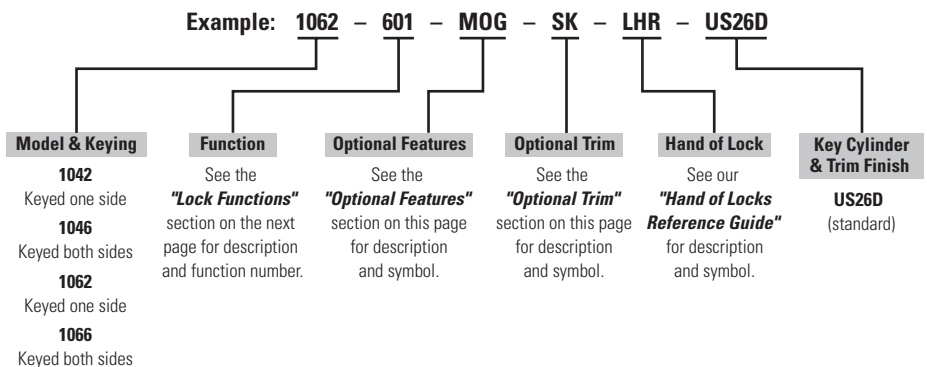 Example: 1062 – 601 – MOG – SK – LHR – US26D
Model & Keying
1042
Keyed one side
1046
Keyed both sides
1062
Keyed one side
1066
Keyed both sides
Function
See the
"Lock Functions"
section on the next
page for description
and function number.
Optional Features
See the
"Optional Features"
section on this page
for description
and symbol.
Optional Trim
See the
"Optional Trim"
section on this page
for description
and symbol.
Hand of Lock
See our
"Hand of Locks
Reference Guide"
for description
and symbol.
Key Cylinder
& Trim Finish
US26D
(standard)